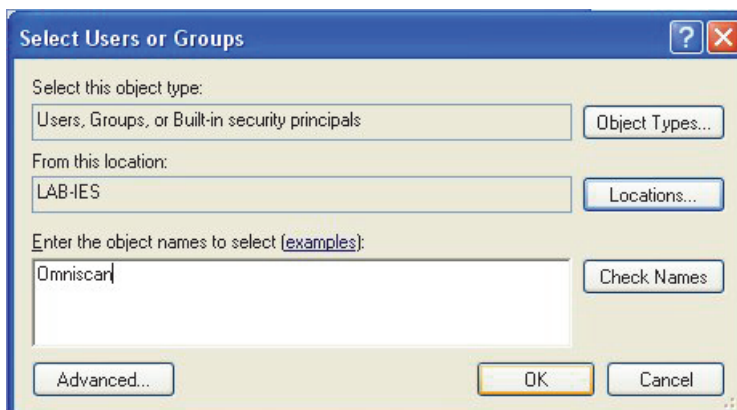 Select Users or Groups
Select this object type:
Users, Groups, or Built-in security principals
Object Types...
From this location:
LAB-IES
Locations...
Enter the object names to select (examples):
Omniscan
Check Names
Advanced...
OK
Cancel